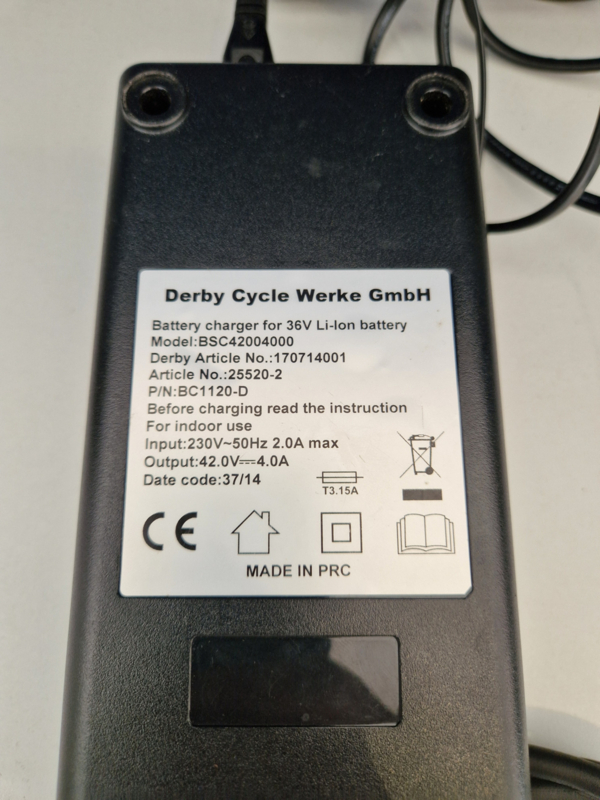 Derby Cycle Werke GmbH
Battery charger for 36V Li-Ion battery
Model:BSC42004000
Derby Article No.:170714001
Article No.:25520-2
P/N:BC1120-D
Before charging read the instruction
For indoor use
Input:230V~50Hz 2.0A max
Output:42.0V⎓4.0A
Date code:37/14
T3.15A
CE
MADE IN PRC